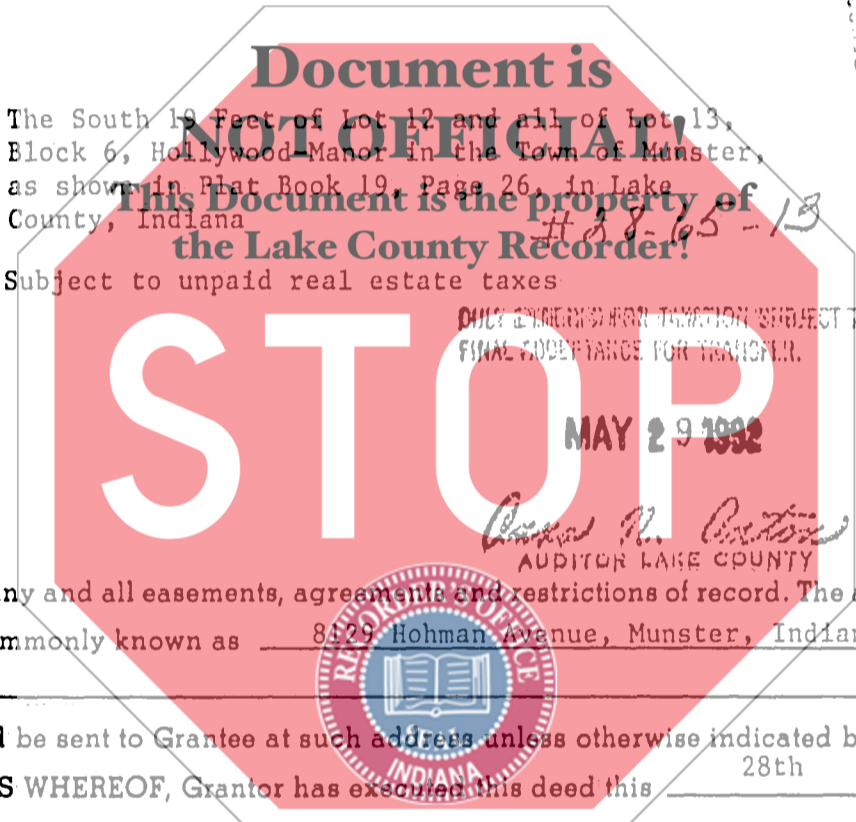 Document is
The South 19 Feet of Lot 12 and all of Lot 13,
NOT OFFICIAL!
Block 6, Hollywood Manor in the Town of Munster,
as shown in Plat Book 19, Page 26, in Lake
This Document is the property of
County, Indiana
#28-65-13
the Lake County Recorder!
Subject to unpaid real estate taxes
STOP
FINAL ACCEPTANCE FOR TRANSFER.
MAY 29 1992
AUDITOR LAKE COUNTY
ny and all easements, agreements and restrictions of record. The
mmonly known as 8129 Hohman Avenue, Munster, Indian
RECORDER'S OFFICE
be sent to Grantee at such address unless otherwise indicated b
INDIANA
S WHEREOF, Grantor has executed this deed this 28th